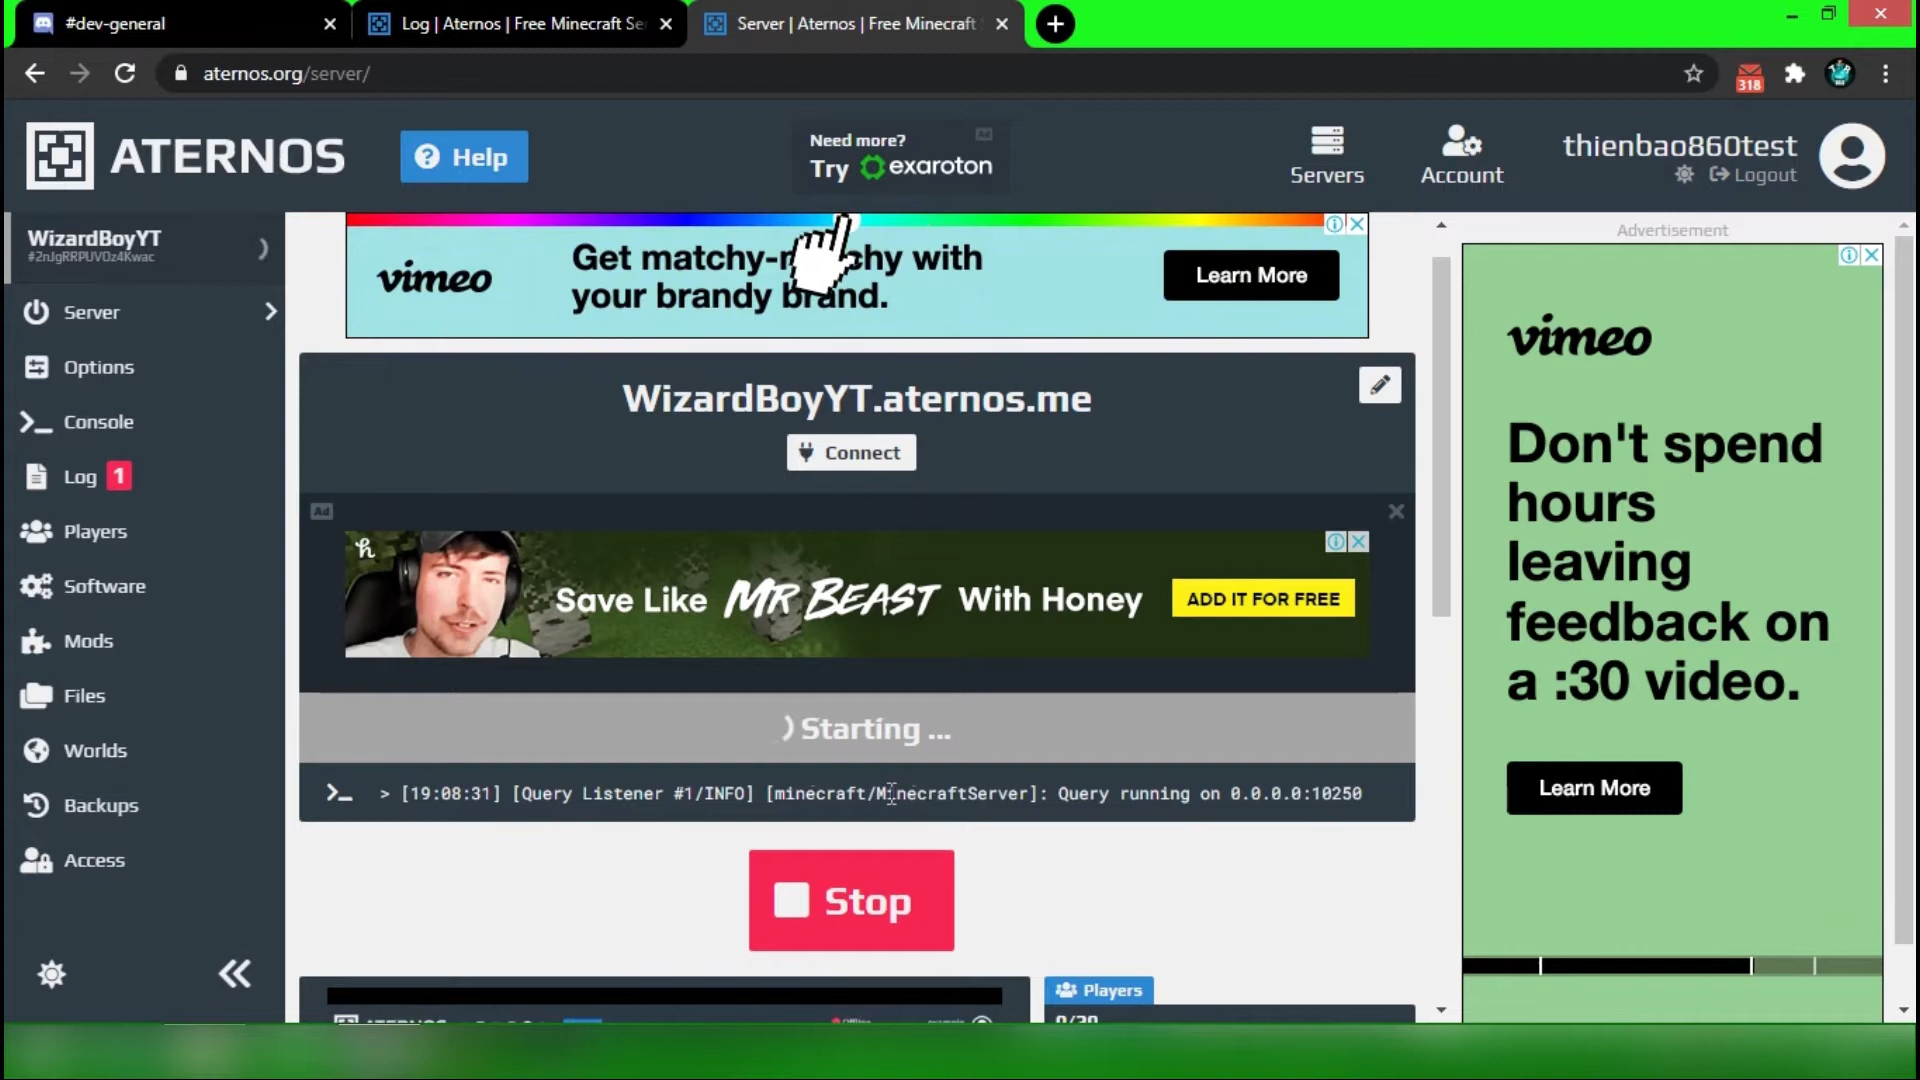 #dev-general
Log | Aternos | Free Minecraft Se
Server | Aternos | Free Minecraft
aternos.org/server/
318
ATERNOS
Help
Need more?
Ad
Try exaroton
Servers
Account
thienbao860test
Logout
WizardBoyYT
Server
Options
Console
Log 1
Players
Software
Mods
Files
Worlds
Backups
Access
vimeo
Get matchy-m chy with
your brandy brand.
Learn More
WizardBoyYT.aternos.me
Connect
Ad
h
Save Like MR BEAST With Honey
ADD IT FOR FREE
Starting ...
> [19:08:31] [Query Listener #1/INFO] [minecraft/MinecraftServer]: Query running on 0.0.0.0:10250
Stop
Players
Advertisement
vimeo
Don't spend
hours
leaving
feedback on
a :30 video.
Learn More